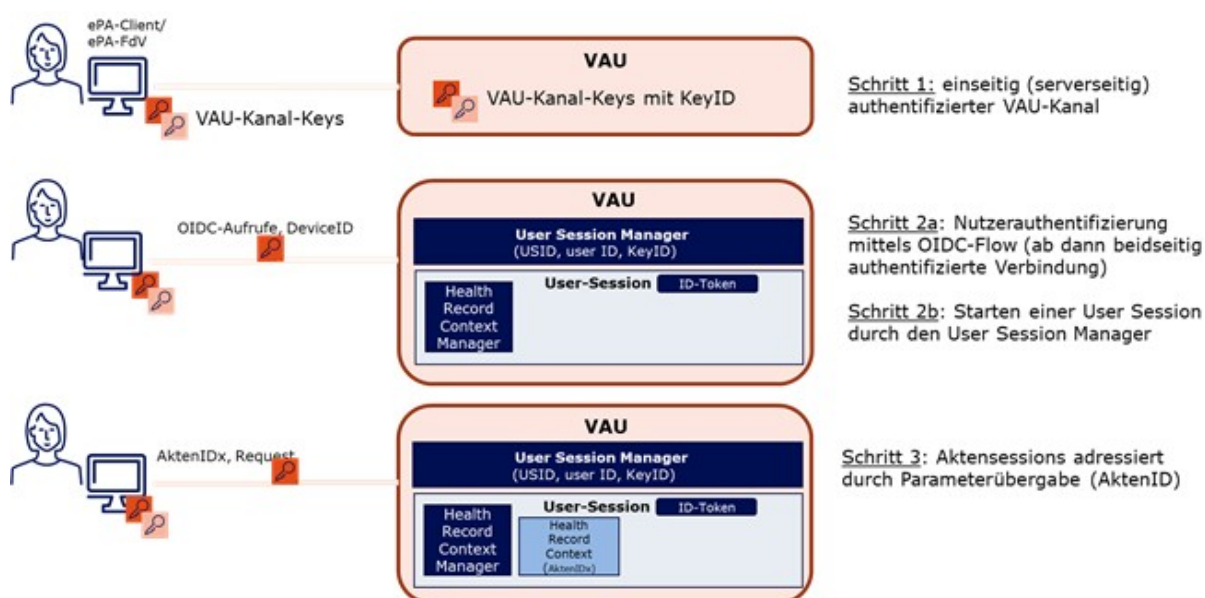 ePA-Client/
ePA-FdV
VAU-Kanal-Keys
VAU
VAU-Kanal-Keys mit KeyID
Schritt 1: einseitig (serverseitig)
authentifizierter VAU-Kanal
OIDC-Aufrufe, DeviceID
VAU
User Session Manager
(USID, user ID, KeyID)
User-Session
ID-Token
Health
Record
Context
Manager
Schritt 2a: Nutzerauthentifizierung
mittels OIDC-Flow (ab dann beidseitig
authentifizierte Verbindung)
Schritt 2b: Starten einer User Session
durch den User Session Manager
AktenIDx, Request
VAU
User Session Manager
(USID, user ID, KeyID)
User-Session
ID-Token
Health
Record
Context
Manager
Health
Record
Context
(AktenIDx)
Schritt 3: Aktensessions adressiert
durch Parameterübergabe (AktenID)